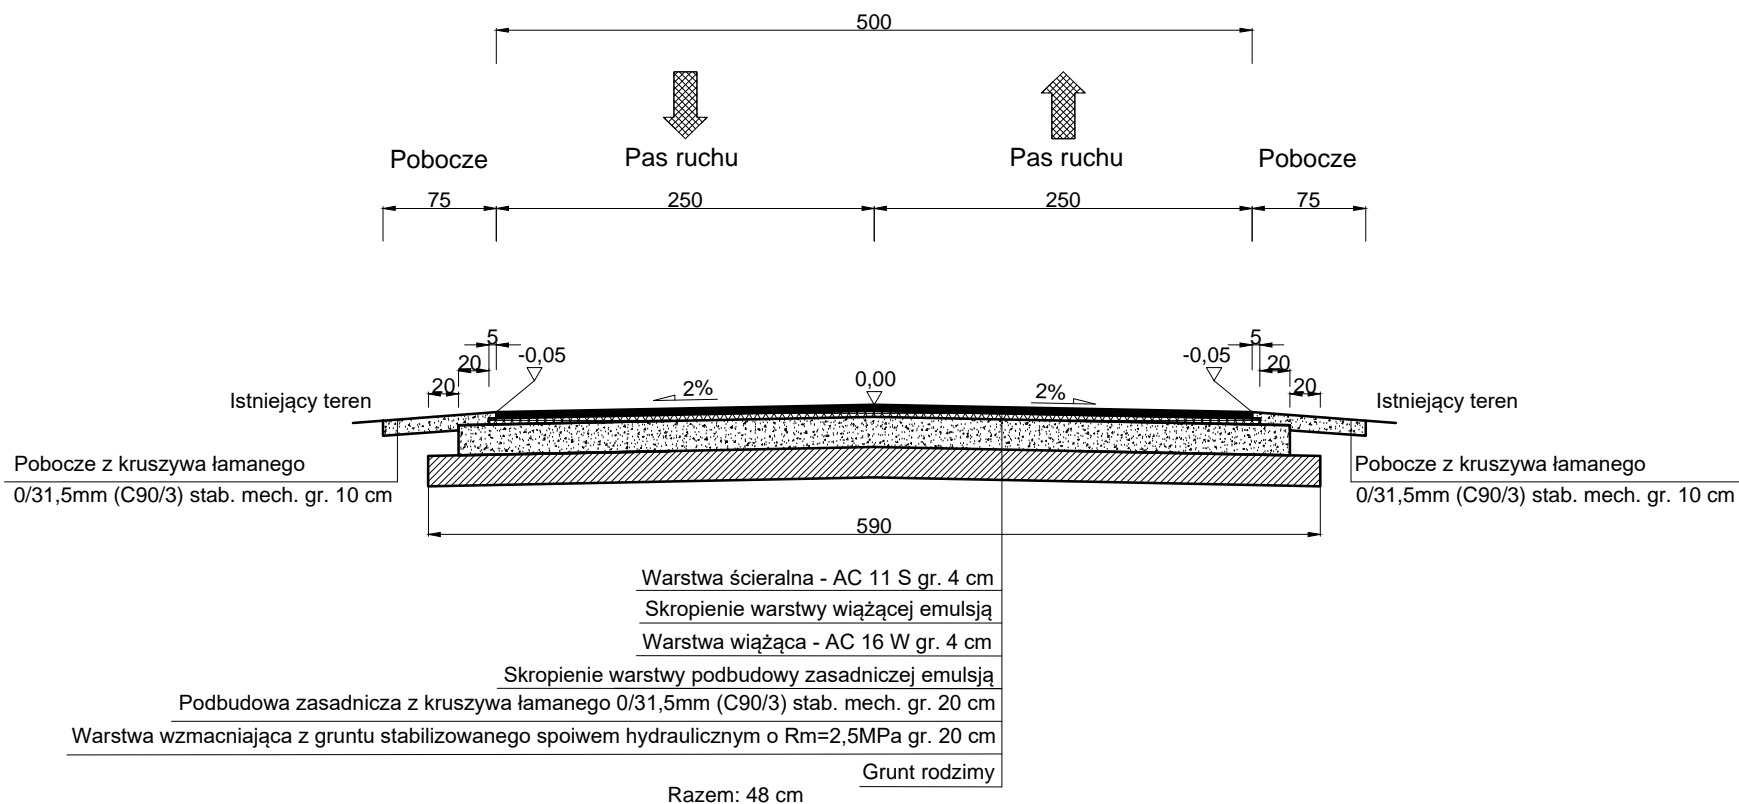 500
Pobocze
Pas ruchu
Pas ruchu
Pobocze
75
250
250
75
5
5
-0,05
-0,05
20
20
20
20
0,00
2%
2%
Istniejący teren
Istniejący teren
Pobocze z kruszywa łamanego
0/31,5mm (C90/3) stab. mech. gr. 10 cm
Pobocze z kruszywa łamanego
0/31,5mm (C90/3) stab. mech. gr. 10 cm
590
Warstwa ścieralna - AC 11 S gr. 4 cm
Skropienie warstwy wiążącej emulsją
Warstwa wiążąca - AC 16 W gr. 4 cm
Skropienie warstwy podbudowy zasadniczej emulsją
Podbudowa zasadnicza z kruszywa łamanego 0/31,5mm (C90/3) stab. mech. gr. 20 cm
Warstwa wzmacniająca z gruntu stabilizowanego spoiwem hydraulicznym o Rm=2,5MPa gr. 20 cm
Grunt rodzimy
Razem: 48 cm